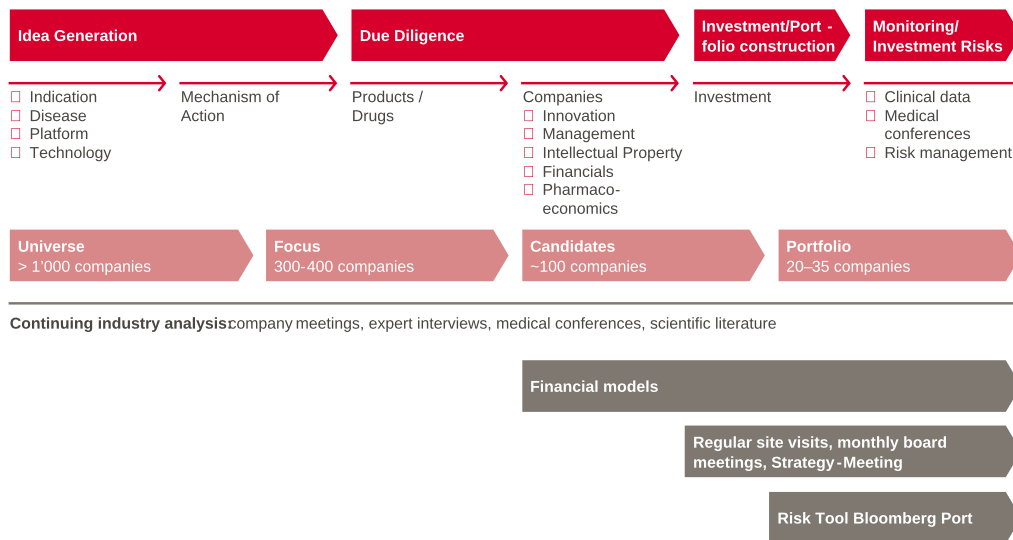 Idea Generation
Due Diligence
Investment/Port -
folio construction
Monitoring/
Investment Risks
Indication
Disease
Platform
Technology
Mechanism of
Action
Products /
Drugs
Companies
Innovation
Management
Intellectual Property
Financials
Pharmaco-
economics
Investment
Clinical data
Medical
conferences
Risk management
Universe
> 1’000 companies
Focus
300-400 companies
Candidates
~100 companies
Portfolio
20–35 companies
Continuing industry analysis: company meetings, expert interviews, medical conferences, scientific literature
Financial models
Regular site visits, monthly board
meetings, Strategy-Meeting
Risk Tool Bloomberg Port